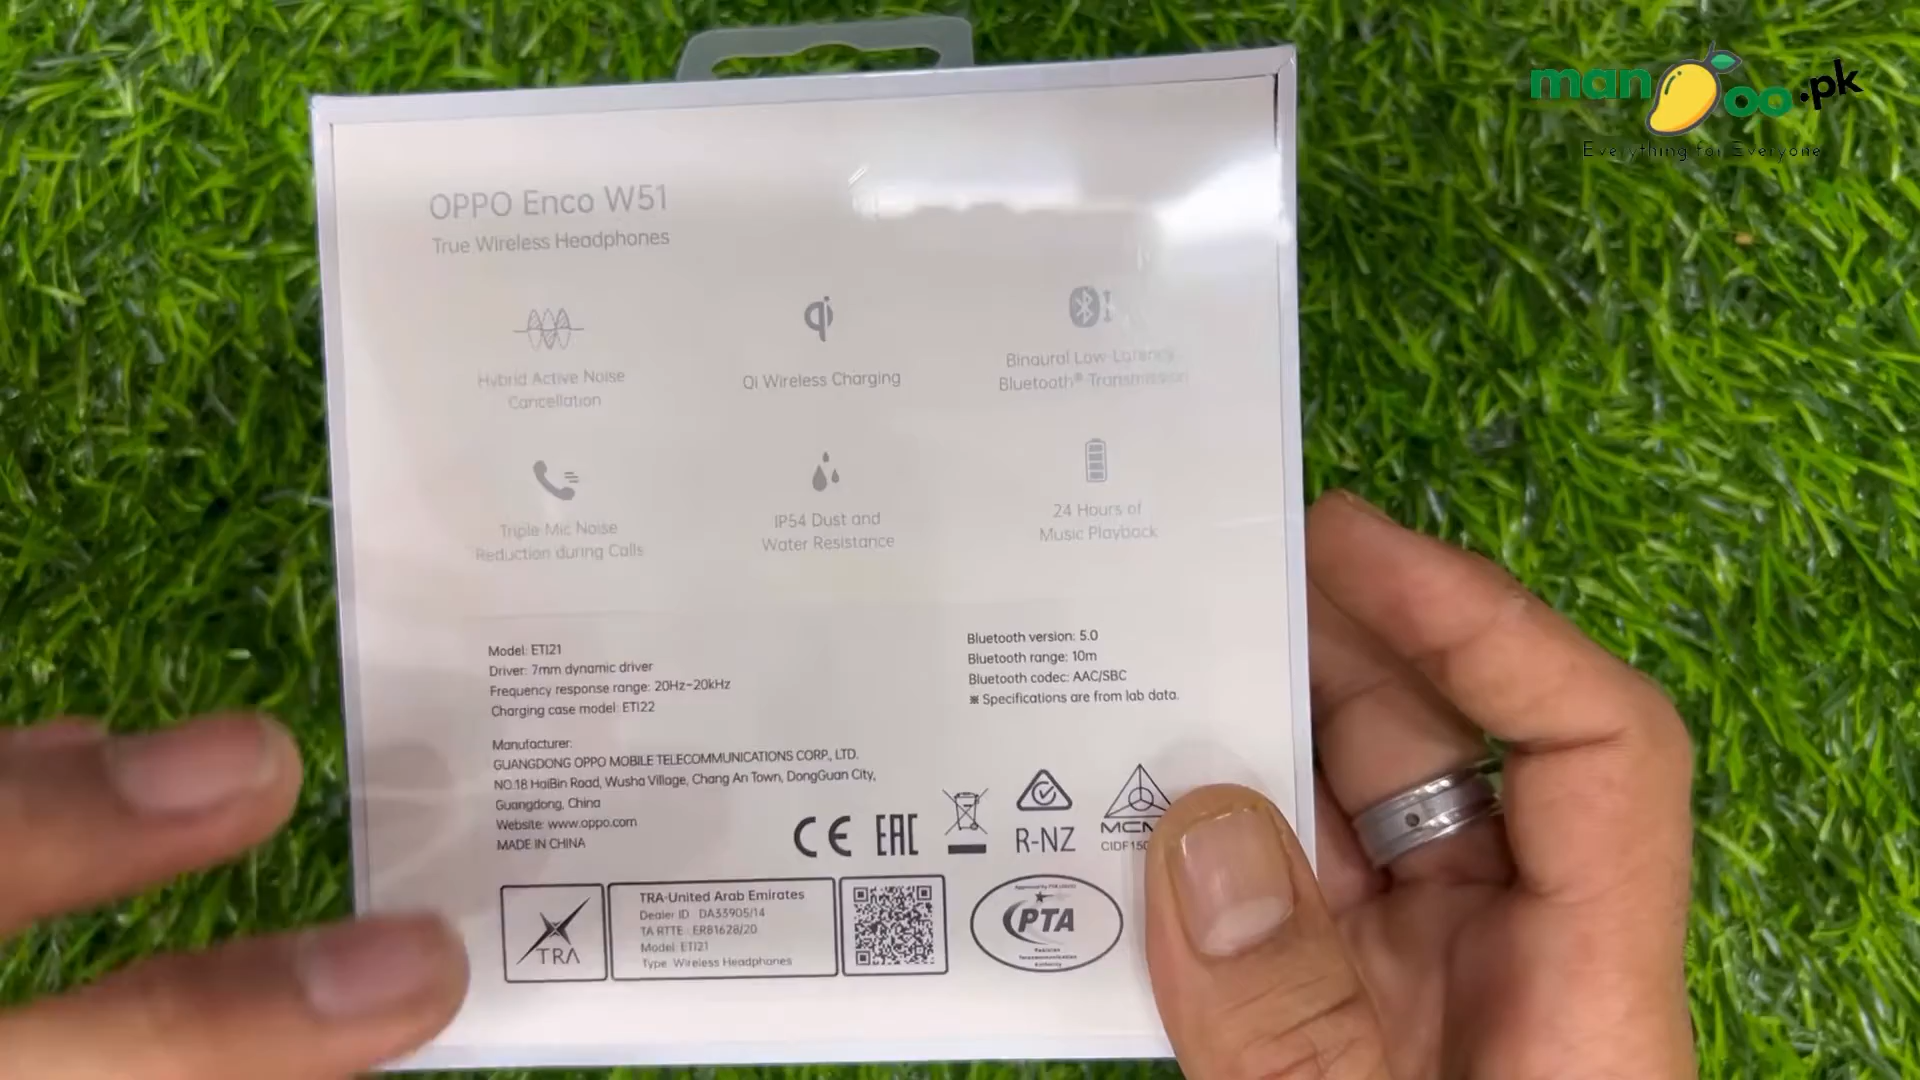 mangoo.pk
Everything for Everyone
OPPO Enco W51
True Wireless Headphones
Hybrid Active Noise
Cancellation
Qi Wireless Charging
Binaural Low-Latency
Bluetooth® Transmission
Triple Mic Noise
Reduction during Calls
IP54 Dust and
Water Resistance
24 Hours of
Music Playback
Model: ETI21
Driver: 7mm dynamic driver
Frequency response range: 20Hz-20kHz
Charging case model: ETI22
Bluetooth version: 5.0
Bluetooth range: 10m
Bluetooth codec: AAC/SBC
※ Specifications are from lab data.
Manufacturer:
GUANGDONG OPPO MOBILE TELECOMMUNICATIONS CORP., LTD.
NO.18 HaiBin Road, Wusha Village, Chang An Town, DongGuan City,
Guangdong, China
Website: www.oppo.com
MADE IN CHINA
CE EAC
R-NZ
TRA
TRA-United Arab Emirates
Dealer ID : DA33905/14
TA RTTE : ER81628/20
Model: ETI21
Type: Wireless Headphones
PTA
Pakistan
Telecommunication
Authority